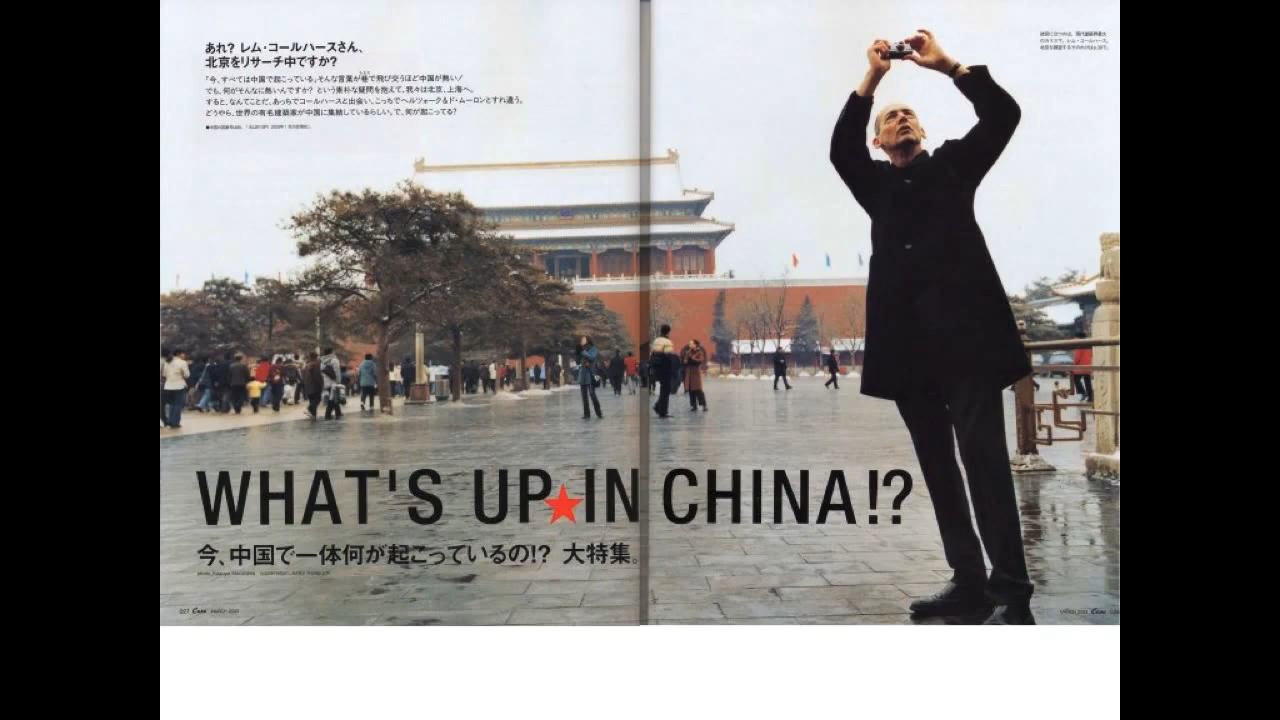 あれ? レム・コールハースさん、
北京をリサーチ中ですか?
「今、すべては中国で起こっている」そんな言葉が巷で飛び交うほど中国が熱い!
でも、何がそんなに熱いんですか? という素朴な疑問を抱えて、我々は北京、上海へ。
すると、なんてことだ、あっちでコールハースと出会い、こっちでヘルツォーク&ド・ムーロンとすれ違う。
どうやら、世界の有名建築家が中国に集結しているらしい。で、何が起こってる?
WHAT'S UP★IN CHINA!?
今、中国で一体何が起こっているの!? 大特集。